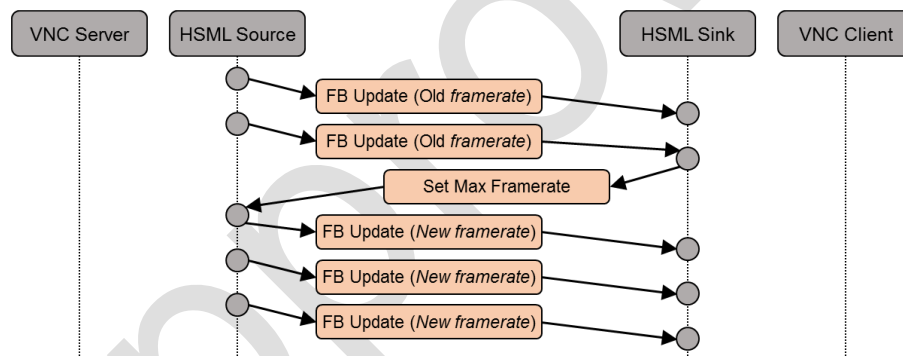 VNC Server
HSML Source
HSML Sink
VNC Client
FB Update (Old framerate)
FB Update (Old framerate)
Set Max Framerate
FB Update (New framerate)
FB Update (New framerate)
FB Update (New framerate)